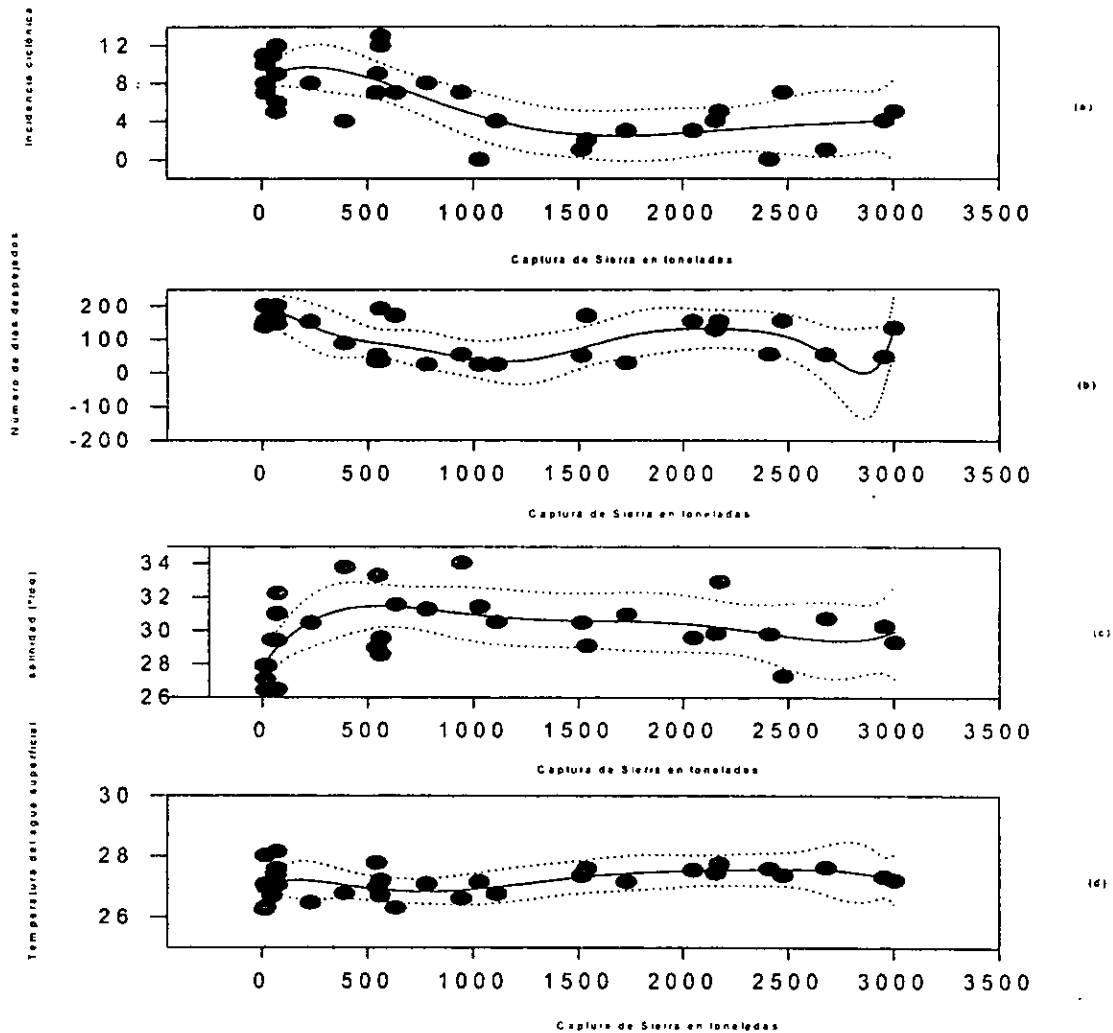 Incidencia ciclónica
12
8
4
0
(a)
0 500 1000 1500 2000 2500 3000 3500
Captura de Sierra en toneladas
Número de días despejados
200
100
0
-100
-200
(b)
0 500 1000 1500 2000 2500 3000 3500
Captura de Sierra en toneladas
salinidad
34
32
30
28
26
(c)
0 500 1000 1500 2000 2500 3000 3500
Captura de Sierra en toneladas
Temperatura del agua superficial
30
28
26
(d)
0 500 1000 1500 2000 2500 3000 3500
Captura de Sierra en toneladas